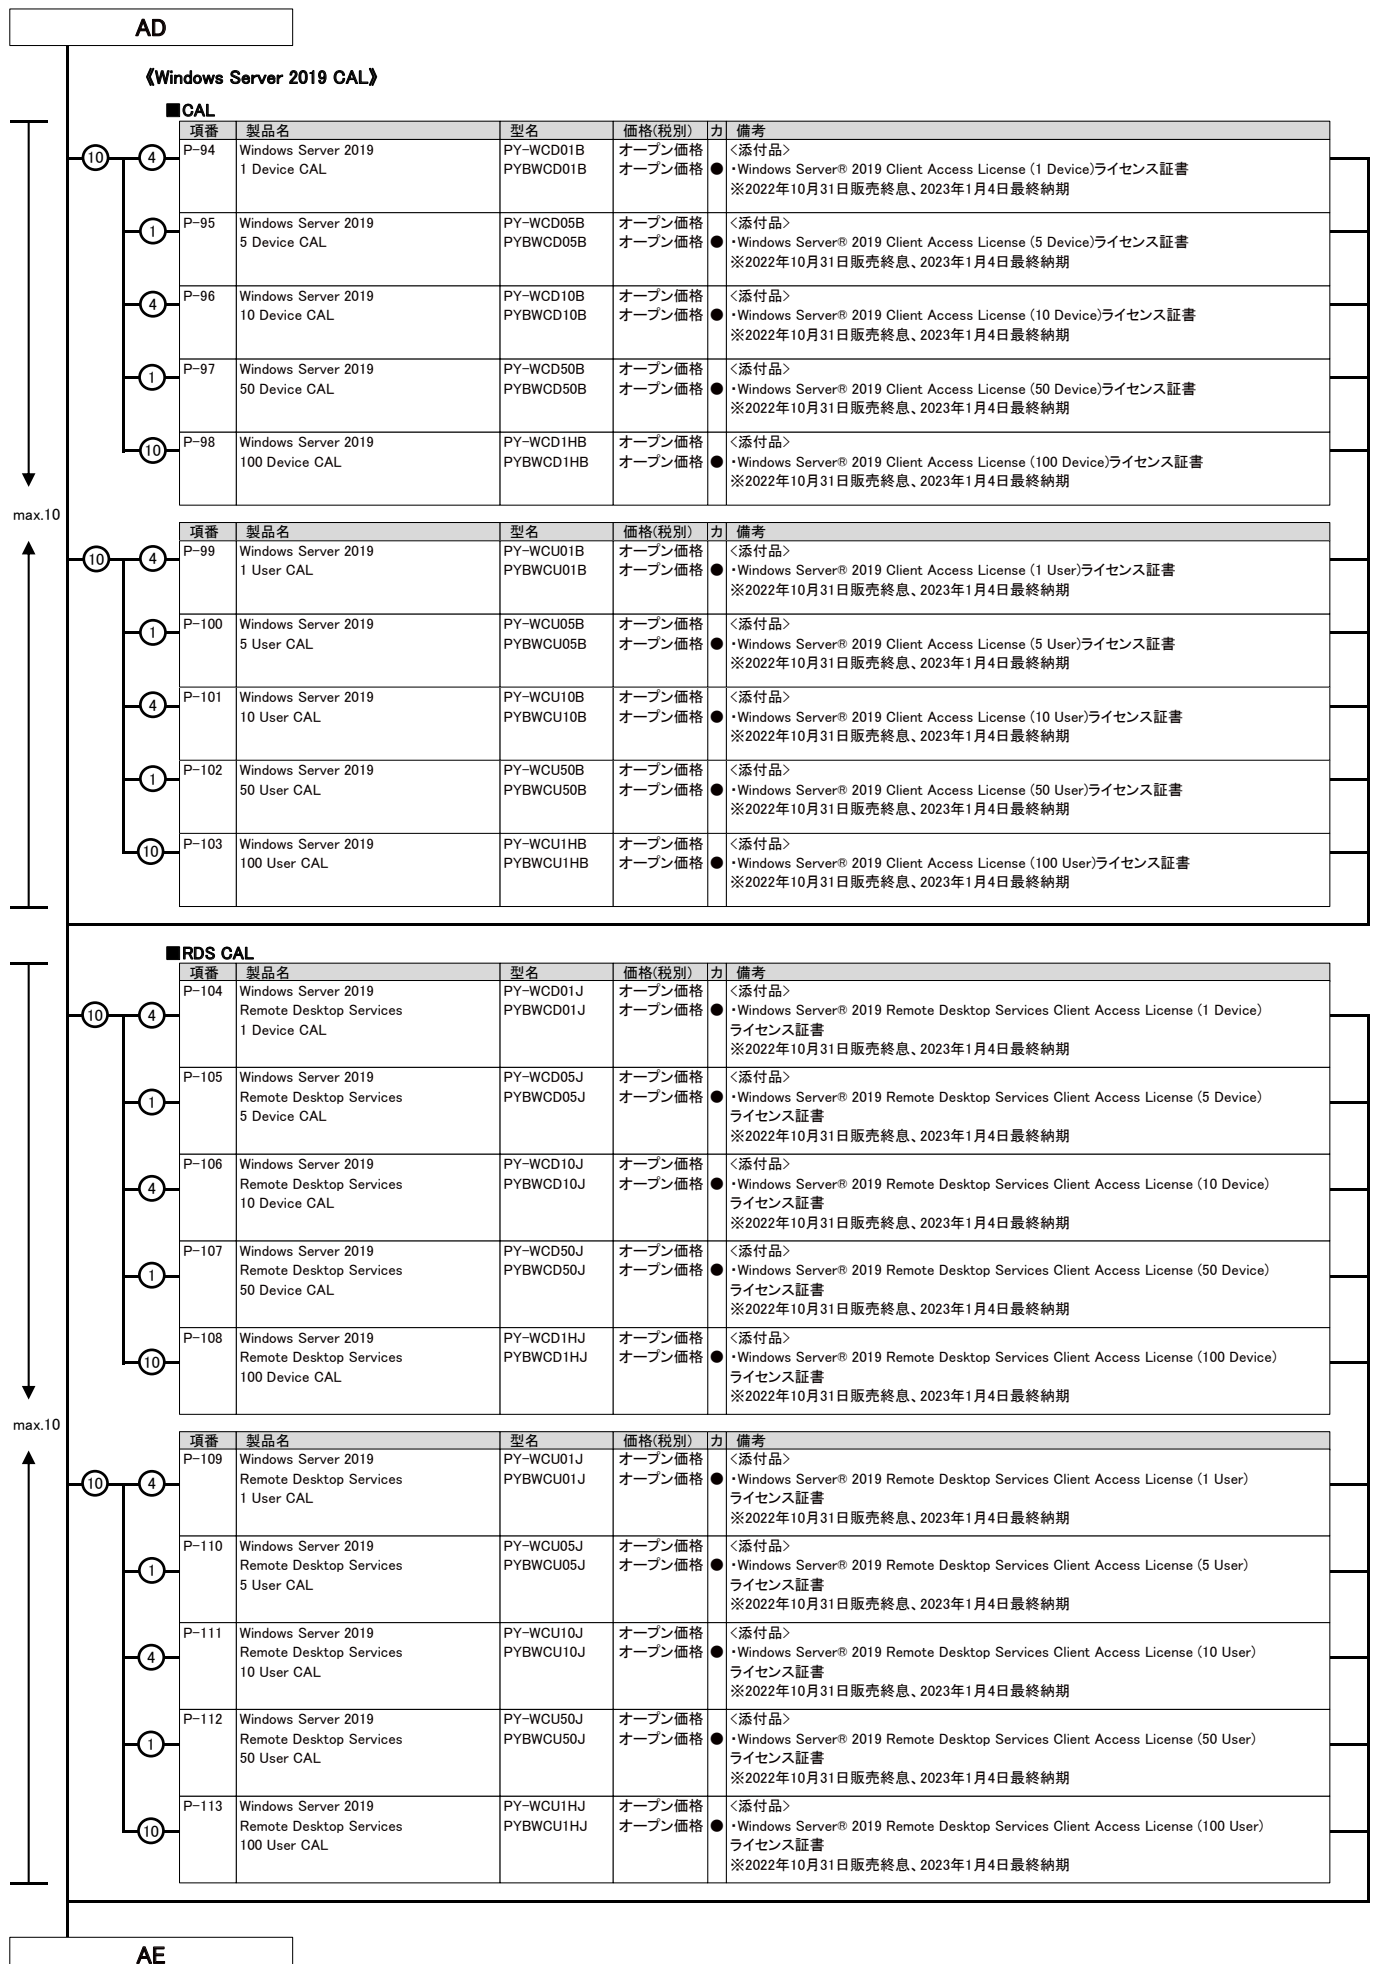 AD
《Windows Server 2019 CAL》
■CAL
項番 製品名 型名 価格(税別) カ 備考
10 4 P-94 Windows Server 2019 PY-WCD01B オープン価格 <添付品>
1 Device CAL PYBWCD01B オープン価格 ● ・Windows Server® 2019 Client Access License (1 Device)ライセンス証書
※2022年10月31日販売終息、2023年1月4日最終納期
1 P-95 Windows Server 2019 PY-WCD05B オープン価格 <添付品>
5 Device CAL PYBWCD05B オープン価格 ● ・Windows Server® 2019 Client Access License (5 Device)ライセンス証書
※2022年10月31日販売終息、2023年1月4日最終納期
4 P-96 Windows Server 2019 PY-WCD10B オープン価格 <添付品>
10 Device CAL PYBWCD10B オープン価格 ● ・Windows Server® 2019 Client Access License (10 Device)ライセンス証書
※2022年10月31日販売終息、2023年1月4日最終納期
1 P-97 Windows Server 2019 PY-WCD50B オープン価格 <添付品>
50 Device CAL PYBWCD50B オープン価格 ● ・Windows Server® 2019 Client Access License (50 Device)ライセンス証書
※2022年10月31日販売終息、2023年1月4日最終納期
10 P-98 Windows Server 2019 PY-WCD1HB オープン価格 <添付品>
100 Device CAL PYBWCD1HB オープン価格 ● ・Windows Server® 2019 Client Access License (100 Device)ライセンス証書
※2022年10月31日販売終息、2023年1月4日最終納期
max.10
項番 製品名 型名 価格(税別) カ 備考
10 4 P-99 Windows Server 2019 PY-WCU01B オープン価格 <添付品>
1 User CAL PYBWCU01B オープン価格 ● ・Windows Server® 2019 Client Access License (1 User)ライセンス証書
※2022年10月31日販売終息、2023年1月4日最終納期
1 P-100 Windows Server 2019 PY-WCU05B オープン価格 <添付品>
5 User CAL PYBWCU05B オープン価格 ● ・Windows Server® 2019 Client Access License (5 User)ライセンス証書
※2022年10月31日販売終息、2023年1月4日最終納期
4 P-101 Windows Server 2019 PY-WCU10B オープン価格 <添付品>
10 User CAL PYBWCU10B オープン価格 ● ・Windows Server® 2019 Client Access License (10 User)ライセンス証書
※2022年10月31日販売終息、2023年1月4日最終納期
1 P-102 Windows Server 2019 PY-WCU50B オープン価格 <添付品>
50 User CAL PYBWCU50B オープン価格 ● ・Windows Server® 2019 Client Access License (50 User)ライセンス証書
※2022年10月31日販売終息、2023年1月4日最終納期
10 P-103 Windows Server 2019 PY-WCU1HB オープン価格 <添付品>
100 User CAL PYBWCU1HB オープン価格 ● ・Windows Server® 2019 Client Access License (100 User)ライセンス証書
※2022年10月31日販売終息、2023年1月4日最終納期
■RDS CAL
項番 製品名 型名 価格(税別) カ 備考
10 4 P-104 Windows Server 2019 PY-WCD01J オープン価格 <添付品>
Remote Desktop Services PYBWCD01J オープン価格 ● ・Windows Server® 2019 Remote Desktop Services Client Access License (1 Device)
1 Device CAL ライセンス証書
※2022年10月31日販売終息、2023年1月4日最終納期
1 P-105 Windows Server 2019 PY-WCD05J オープン価格 <添付品>
Remote Desktop Services PYBWCD05J オープン価格 ● ・Windows Server® 2019 Remote Desktop Services Client Access License (5 Device)
5 Device CAL ライセンス証書
※2022年10月31日販売終息、2023年1月4日最終納期
4 P-106 Windows Server 2019 PY-WCD10J オープン価格 <添付品>
Remote Desktop Services PYBWCD10J オープン価格 ● ・Windows Server® 2019 Remote Desktop Services Client Access License (10 Device)
10 Device CAL ライセンス証書
※2022年10月31日販売終息、2023年1月4日最終納期
1 P-107 Windows Server 2019 PY-WCD50J オープン価格 <添付品>
Remote Desktop Services PYBWCD50J オープン価格 ● ・Windows Server® 2019 Remote Desktop Services Client Access License (50 Device)
50 Device CAL ライセンス証書
※2022年10月31日販売終息、2023年1月4日最終納期
10 P-108 Windows Server 2019 PY-WCD1HJ オープン価格 <添付品>
Remote Desktop Services PYBWCD1HJ オープン価格 ● ・Windows Server® 2019 Remote Desktop Services Client Access License (100 Device)
100 Device CAL ライセンス証書
※2022年10月31日販売終息、2023年1月4日最終納期
max.10
項番 製品名 型名 価格(税別) カ 備考
10 4 P-109 Windows Server 2019 PY-WCU01J オープン価格 <添付品>
Remote Desktop Services PYBWCU01J オープン価格 ● ・Windows Server® 2019 Remote Desktop Services Client Access License (1 User)
1 User CAL ライセンス証書
※2022年10月31日販売終息、2023年1月4日最終納期
1 P-110 Windows Server 2019 PY-WCU05J オープン価格 <添付品>
Remote Desktop Services PYBWCU05J オープン価格 ● ・Windows Server® 2019 Remote Desktop Services Client Access License (5 User)
5 User CAL ライセンス証書
※2022年10月31日販売終息、2023年1月4日最終納期
4 P-111 Windows Server 2019 PY-WCU10J オープン価格 <添付品>
Remote Desktop Services PYBWCU10J オープン価格 ● ・Windows Server® 2019 Remote Desktop Services Client Access License (10 User)
10 User CAL ライセンス証書
※2022年10月31日販売終息、2023年1月4日最終納期
1 P-112 Windows Server 2019 PY-WCU50J オープン価格 <添付品>
Remote Desktop Services PYBWCU50J オープン価格 ● ・Windows Server® 2019 Remote Desktop Services Client Access License (50 User)
50 User CAL ライセンス証書
※2022年10月31日販売終息、2023年1月4日最終納期
10 P-113 Windows Server 2019 PY-WCU1HJ オープン価格 <添付品>
Remote Desktop Services PYBWCU1HJ オープン価格 ● ・Windows Server® 2019 Remote Desktop Services Client Access License (100 User)
100 User CAL ライセンス証書
※2022年10月31日販売終息、2023年1月4日最終納期
AE